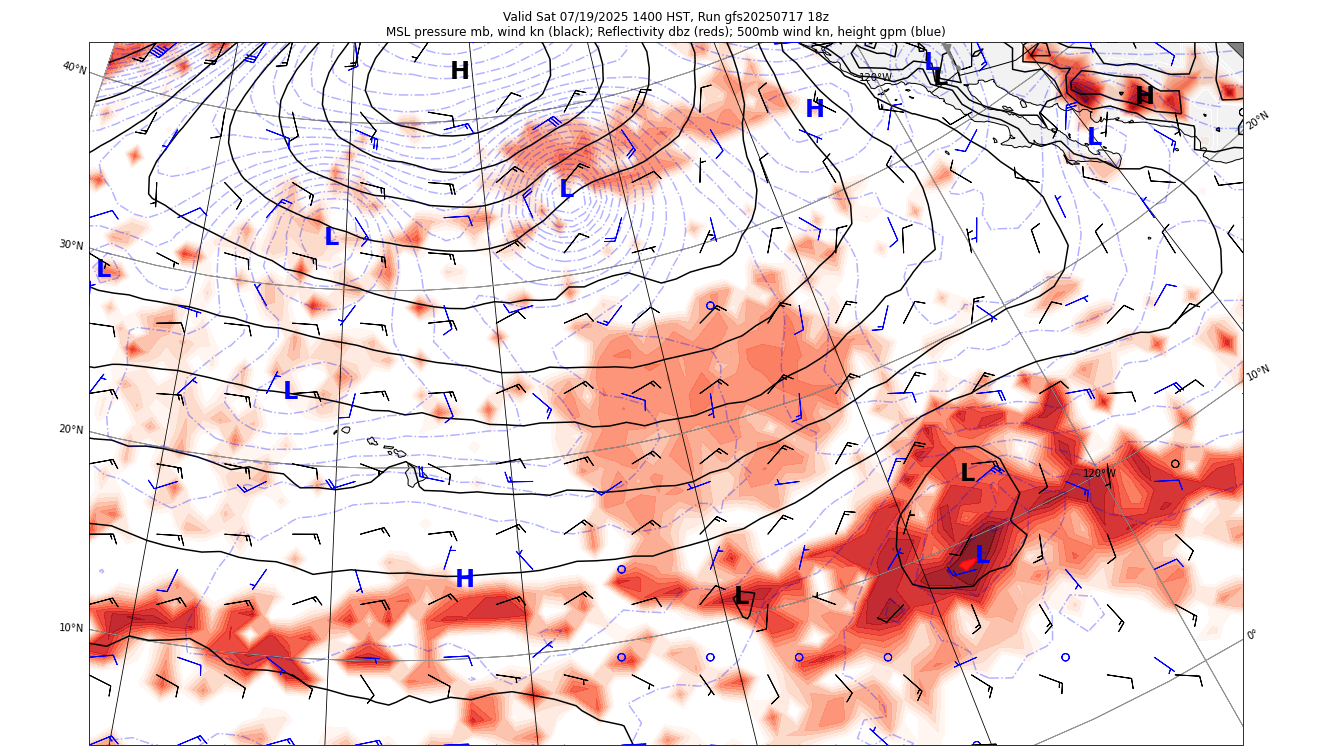 Valid Sat 07/19/2025 1400 HST, Run gfs20250717 18z
MSL pressure mb, wind kn (black); Reflectivity dbz (reds); 500mb wind kn, height gpm (blue)
40°N
H
L
120°W
H
H
20°N
L
L
30°N
L
L
10°N
L
20°N
L
120°W
L
H
L
10°N
0°